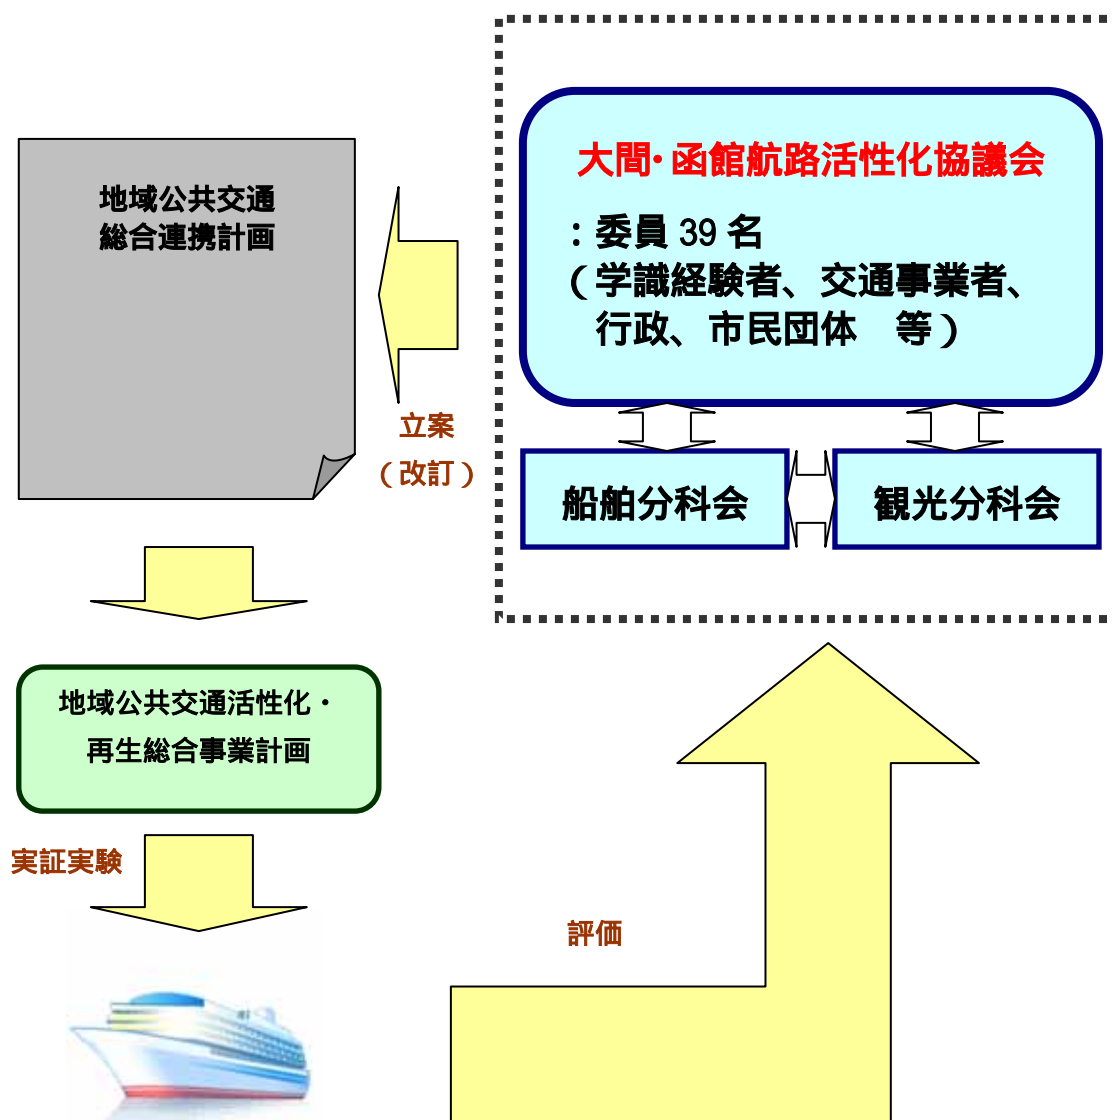 大間・函館航路活性化協議会
：委員 39 名
（学識経験者、交通事業者、
行政、市民団体　等）
船舶分科会
観光分科会
地域公共交通
総合連携計画
立案
（改訂）
地域公共交通活性化・
再生総合事業計画
実証実験
評価